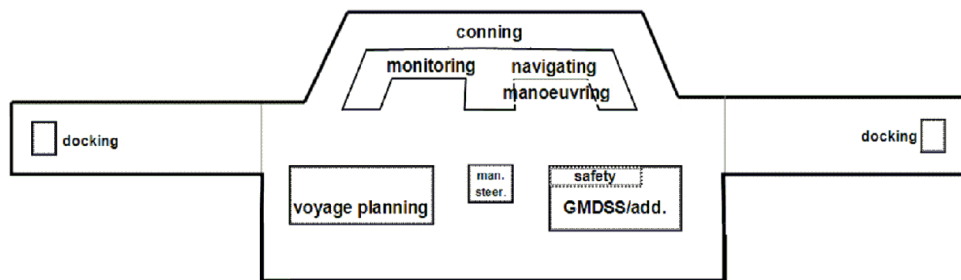 conning
monitoring navigating
manoeuvring
docking
docking
man.
steer.
safety
voyage planning
GMDSS/add.